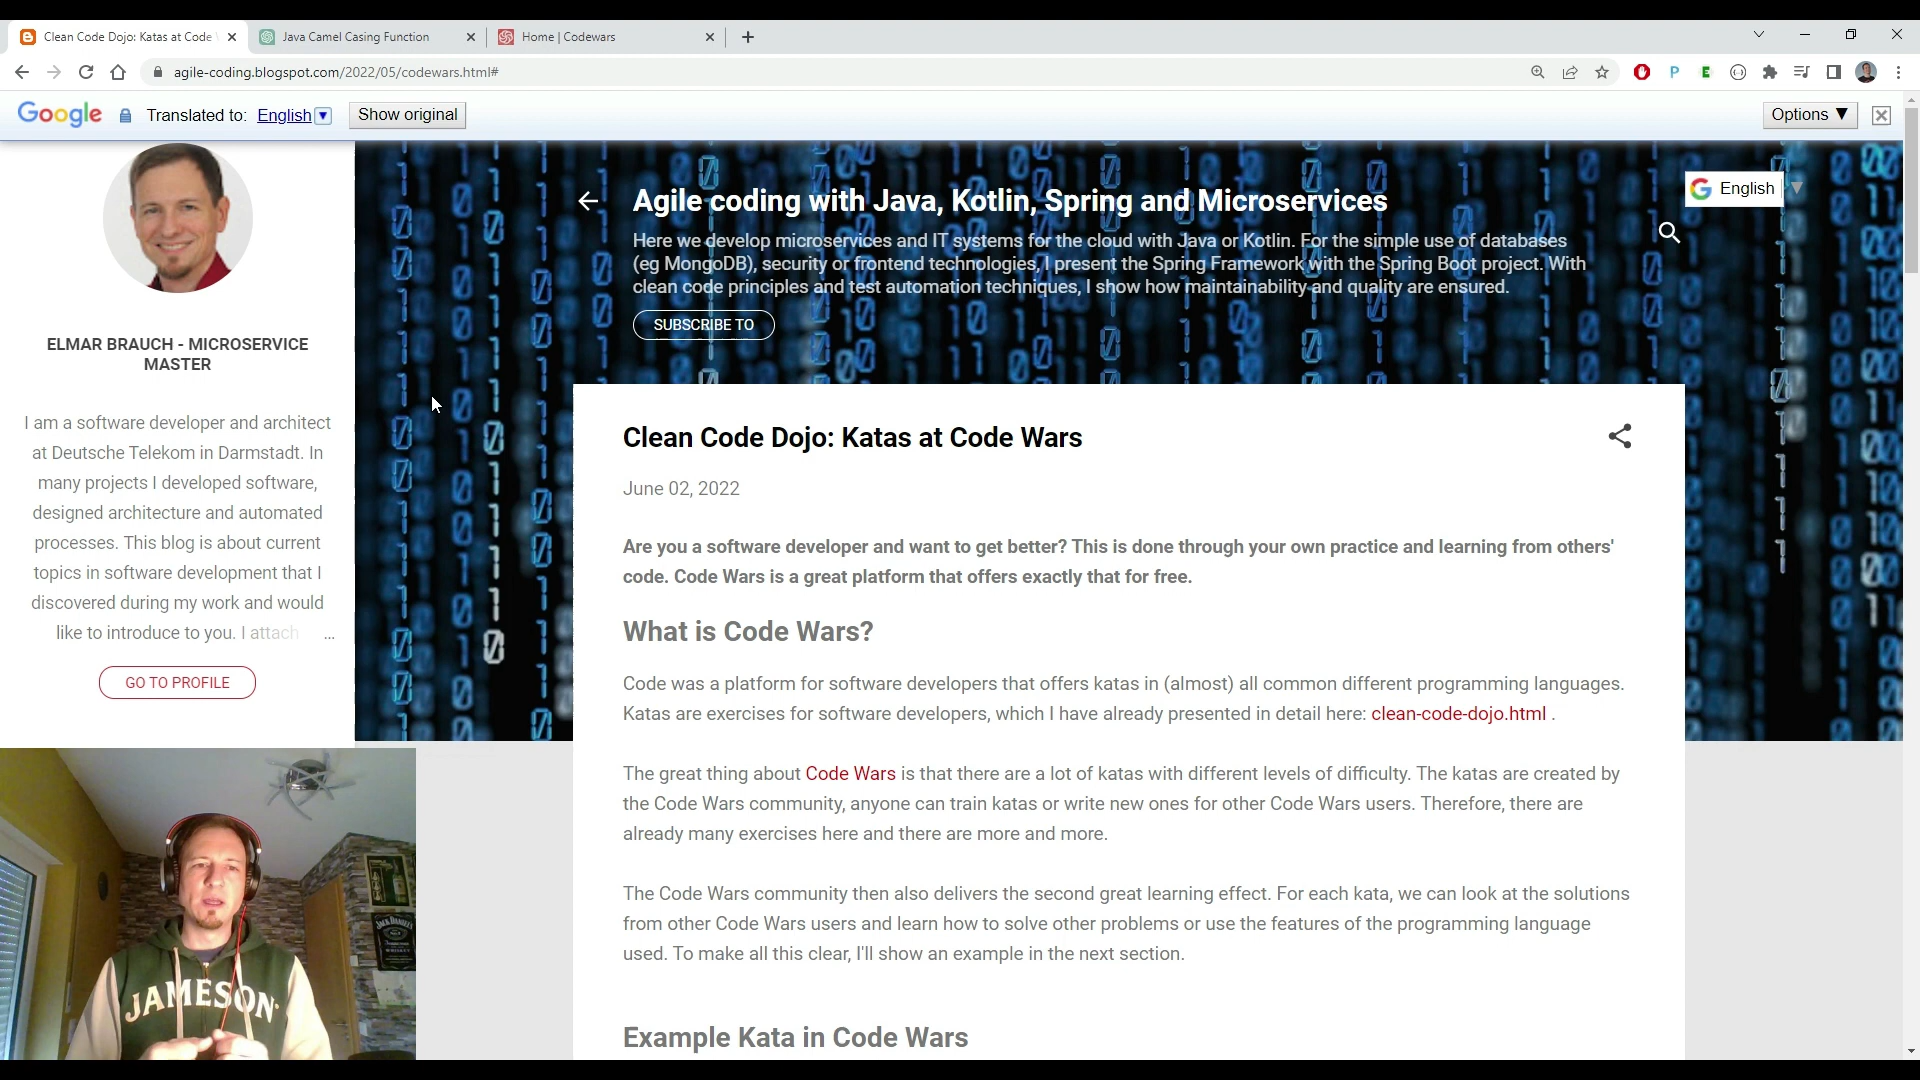 Clean Code Dojo: Katas at Code
Java Camel Casing Function
Home | Codewars
agile-coding.blogspot.com/2022/05/codewars.html#
Google
Translated to: English
Show original
Options ▼
Agile coding with Java, Kotlin, Spring and Microservices
English ▼
Here we develop microservices and IT systems for the cloud with Java or Kotlin. For the simple use of databases
(eg MongoDB), security or frontend technologies, I present the Spring Framework with the Spring Boot project. With
clean code principles and test automation techniques, I show how maintainability and quality are ensured.
SUBSCRIBE TO
ELMAR BRAUCH - MICROSERVICE
MASTER
I am a software developer and architect
at Deutsche Telekom in Darmstadt. In
many projects I developed software,
designed architecture and automated
processes. This blog is about current
topics in software development that I
discovered during my work and would
like to introduce to you. I attach ...
GO TO PROFILE
Clean Code Dojo: Katas at Code Wars
June 02, 2022
Are you a software developer and want to get better? This is done through your own practice and learning from others'
code. Code Wars is a great platform that offers exactly that for free.
What is Code Wars?
Code was a platform for software developers that offers katas in (almost) all common different programming languages.
Katas are exercises for software developers, which I have already presented in detail here: clean-code-dojo.html .
The great thing about Code Wars is that there are a lot of katas with different levels of difficulty. The katas are created by
the Code Wars community, anyone can train katas or write new ones for other Code Wars users. Therefore, there are
already many exercises here and there are more and more.
The Code Wars community then also delivers the second great learning effect. For each kata, we can look at the solutions
from other Code Wars users and learn how to solve other problems or use the features of the programming language
used. To make all this clear, I'll show an example in the next section.
Example Kata in Code Wars
JAMESON
JACK DANIEL'S